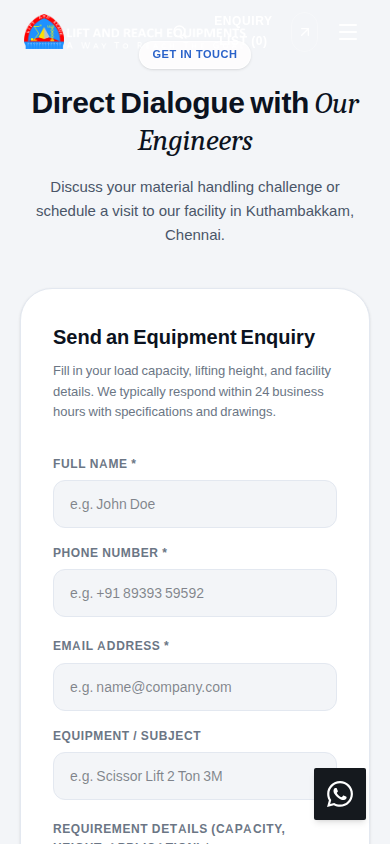 ENQUIRY
LIFT AND REACH EQUIPMENTS
(0)
GET IN TOUCH
Direct Dialogue with Our
Engineers
Discuss your material handling challenge or
schedule a visit to our facility in Kuthambakkam,
Chennai.
Send an Equipment Enquiry
Fill in your load capacity, lifting height, and facility
details. We typically respond within 24 business
hours with specifications and drawings.
FULL NAME *
e.g. John Doe
PHONE NUMBER *
e.g. +91 89393 59592
EMAIL ADDRESS *
e.g. name@company.com
EQUIPMENT / SUBJECT
e.g. Scissor Lift 2 Ton 3M
REQUIREMENT DETAILS (CAPACITY,